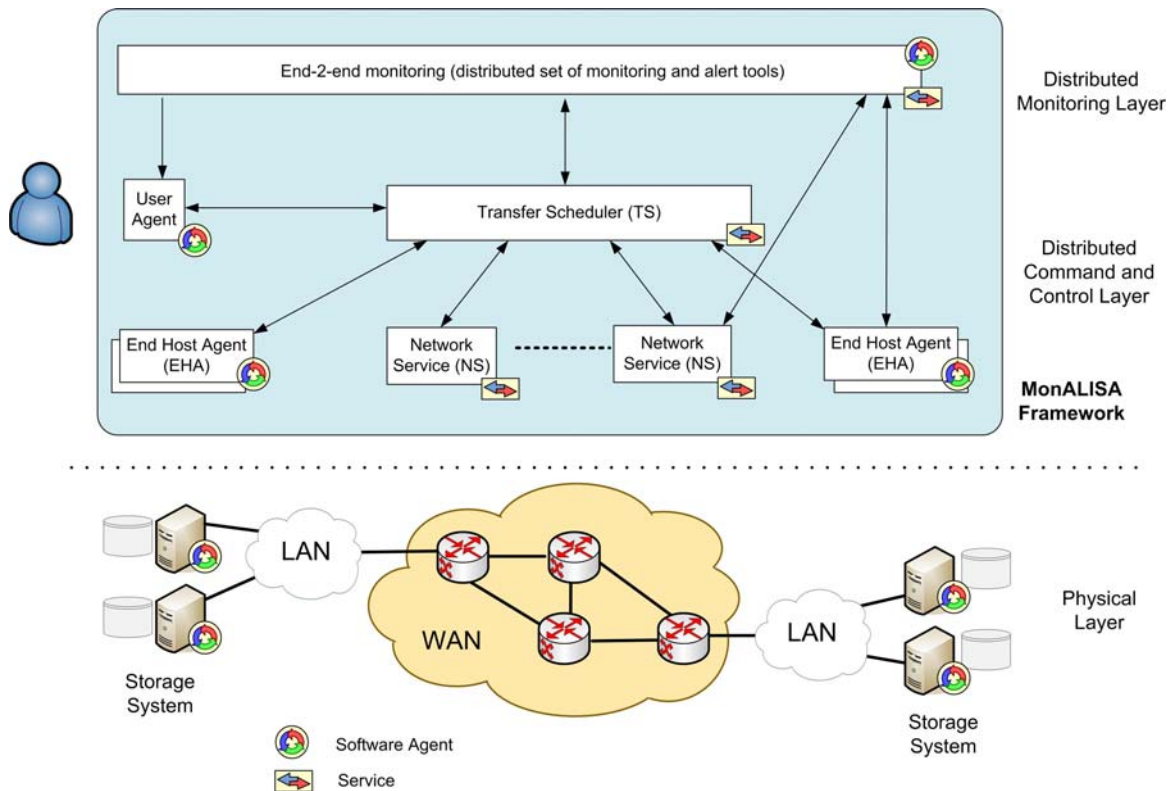 End-2-end monitoring (distributed set of monitoring and alert tools)
Distributed
Monitoring Layer
User
Agent
Transfer Scheduler (TS)
Distributed
Command and
Control Layer
End Host Agent
(EHA)
Network
Service (NS)
Network
Service (NS)
End Host Agent
(EHA)
MonALISA
Framework
LAN
WAN
LAN
Physical
Layer
Storage
System
Storage
System
Software Agent
Service